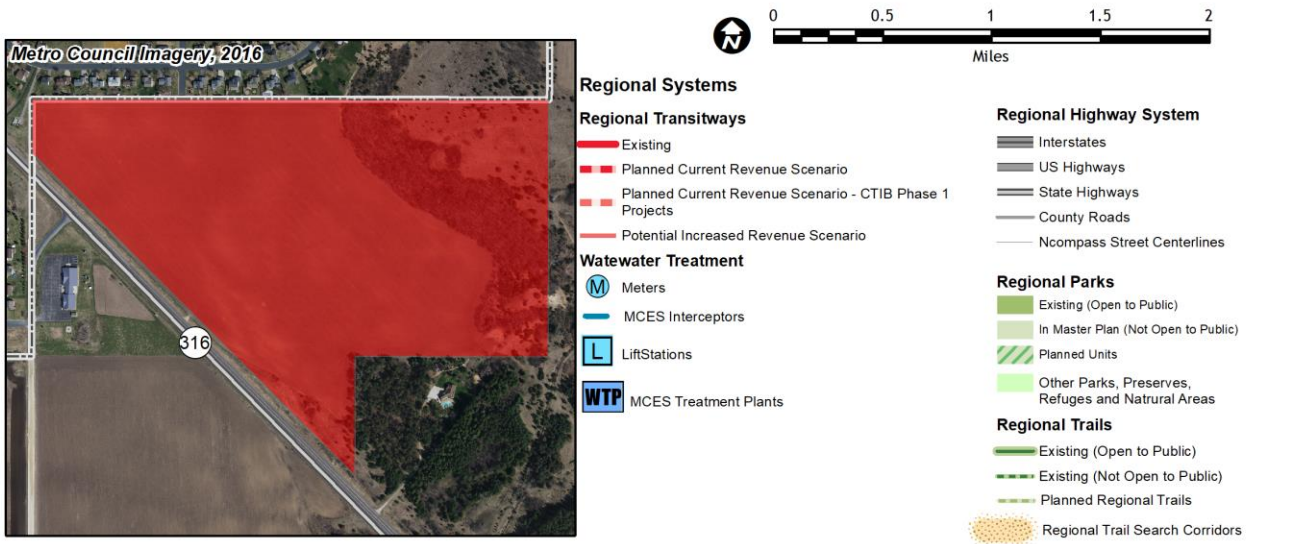 Metro Council Imagery, 2016
316
N
0 0.5 1 1.5 2
Miles
Regional Systems
Regional Transitways
Existing
Planned Current Revenue Scenario
Planned Current Revenue Scenario - CTIB Phase 1
Projects
Potential Increased Revenue Scenario
Watewater Treatment
M Meters
MCES Interceptors
L LiftStations
WTP MCES Treatment Plants
Regional Highway System
Interstates
US Highways
State Highways
County Roads
Ncompass Street Centerlines
Regional Parks
Existing (Open to Public)
In Master Plan (Not Open to Public)
Planned Units
Other Parks, Preserves,
Refuges and Natrural Areas
Regional Trails
Existing (Open to Public)
Existing (Not Open to Public)
Planned Regional Trails
Regional Trail Search Corridors